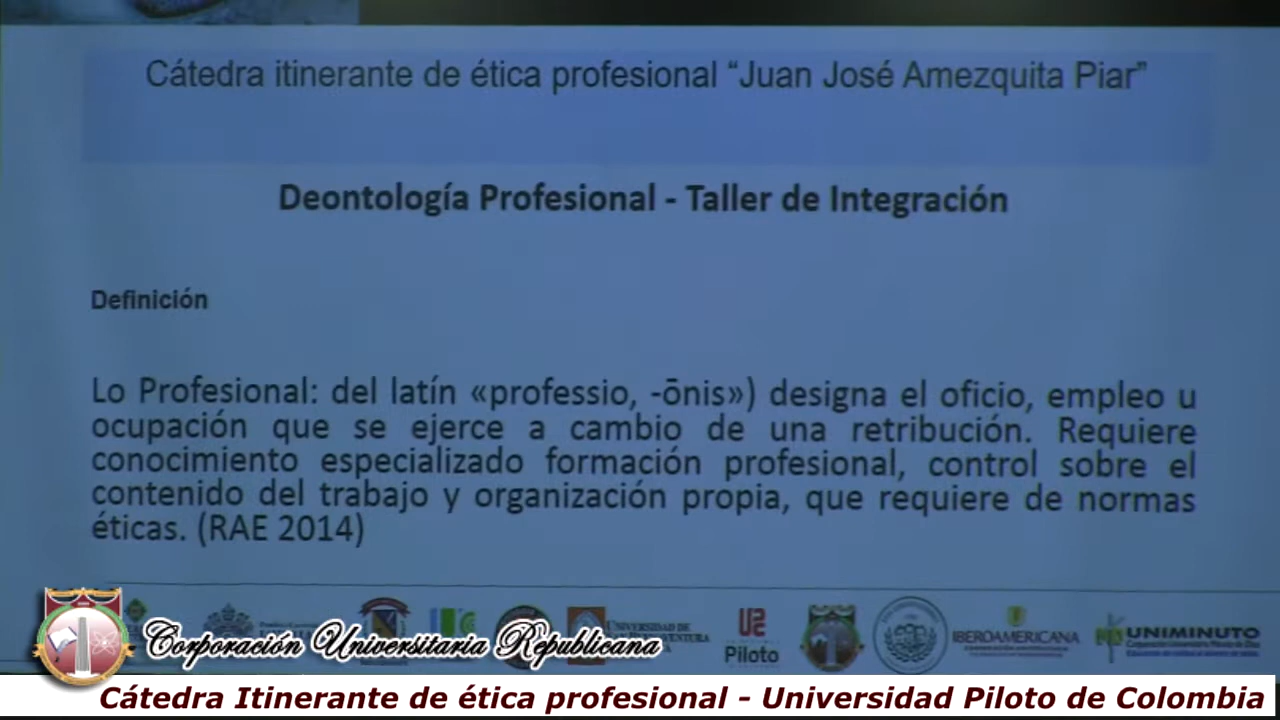 Cátedra itinerante de ética profesional “Juan José Amezquita Piar”
Deontología Profesional - Taller de Integración
Definición
Lo Profesional: del latín «professio, -ōnis») designa el oficio, empleo u
ocupación que se ejerce a cambio de una retribución. Requiere
conocimiento especializado formación profesional, control sobre el
contenido del trabajo y organización propia, que requiere de normas
éticas. (RAE 2014)
Corporación Universitaria Republicana
UNIVERSIDAD DE
Piloto
IBEROAMERICANA
UNIMINUTO
Cátedra Itinerante de ética profesional - Universidad Piloto de Colombia